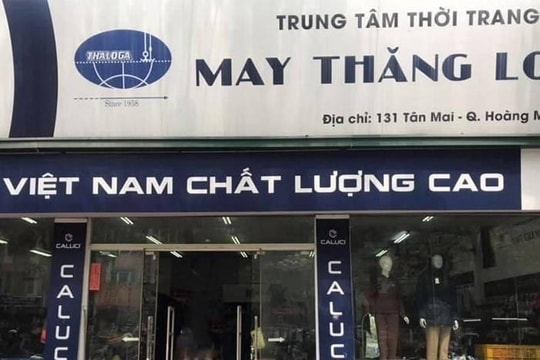 TRUNG TÂM THỜI TRANG
THALOGA
MAY THĂNG LO
Since 1958
Địa chỉ: 131 Tân Mai - Q. Hoàng M
VIỆT NAM CHẤT LƯỢNG CAO
CALUCI
CALUCI
CALUC
CALUC